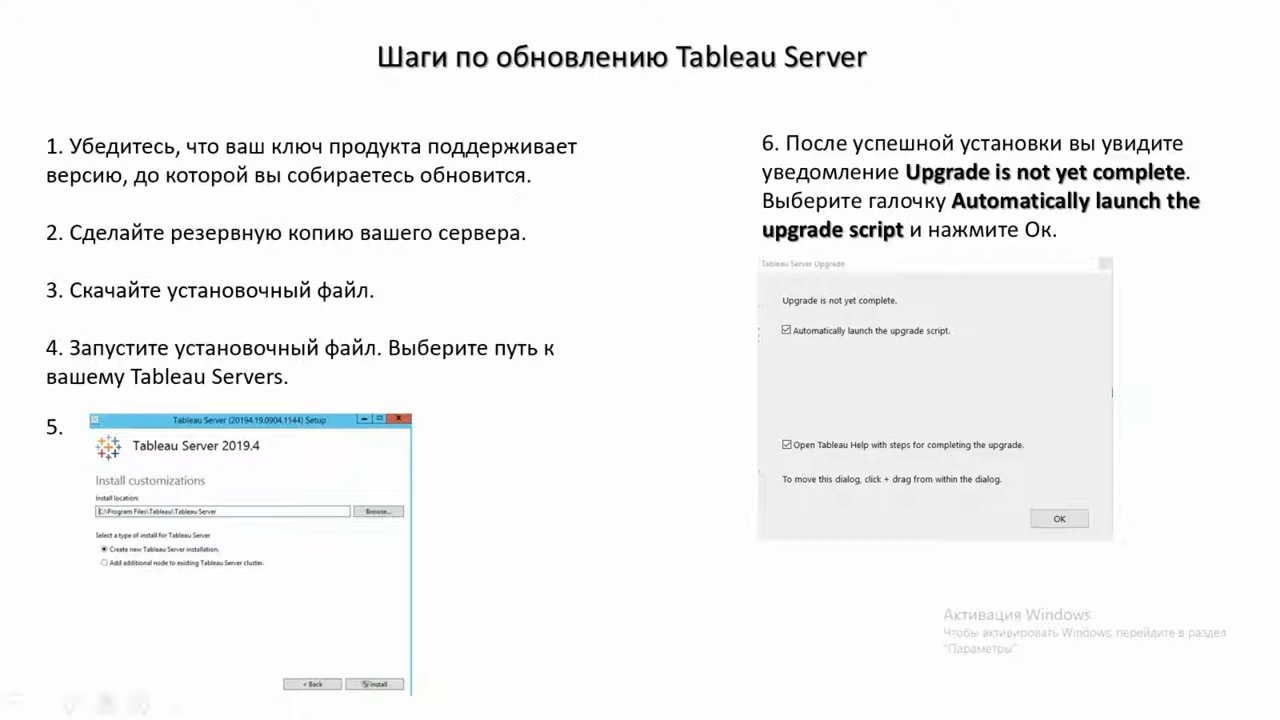 Шаги по обновлению Tableau Server
1. Убедитесь, что ваш ключ продукта поддерживает
версию, до которой вы собираетесь обновится.
2. Сделайте резервную копию вашего сервера.
3. Скачайте установочный файл.
4. Запустите установочный файл. Выберите путь к
вашему Tableau Servers.
5.
Tableau Server (20194.19.0904.1144) Setup
Tableau Server 2019.4
Install customizations
Install location:
C:\Program Files\Tableau\Tableau Server
Browse...
Select a type of install for Tableau Server
Create new Tableau Server installation.
Add additional node to existing Tableau Server cluster.
< Back
Install
6. После успешной установки вы увидите
уведомление Upgrade is not yet complete.
Выберите галочку Automatically launch the
upgrade script и нажмите Ок.
Tableau Server Upgrade
Upgrade is not yet complete.
Automatically launch the upgrade script.
Open Tableau Help with steps for completing the upgrade.
To move this dialog, click + drag from within the dialog.
OK
Активация Windows
Чтобы активировать Windows, перейдите в раздел
"Параметры"